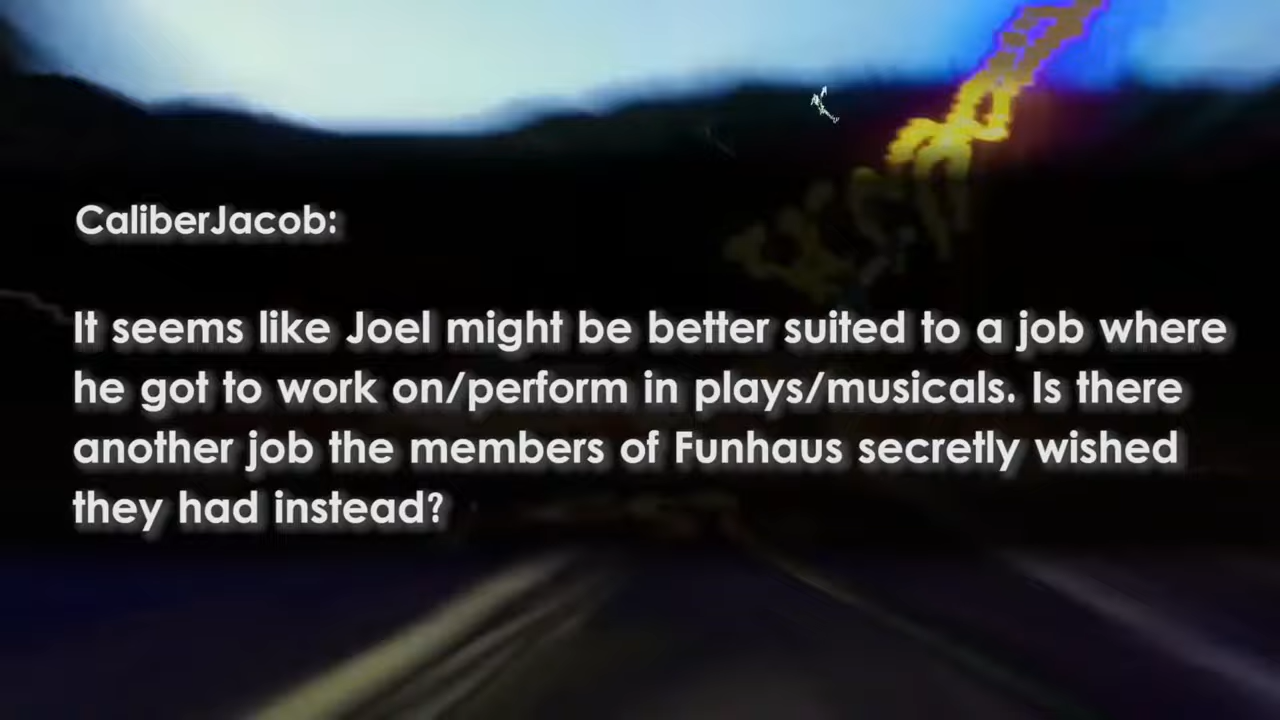 CaliberJacob:
It seems like Joel might be better suited to a job where
he got to work on/perform in plays/musicals. Is there
another job the members of Funhaus secretly wished
they had instead?